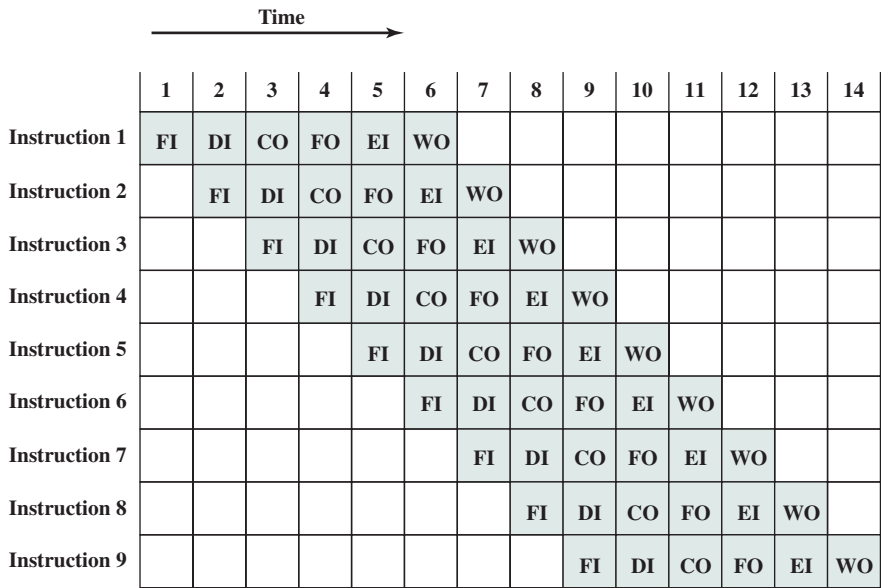 Time
1 2 3 4 5 6 7 8 9 10 11 12 13 14
Instruction 1 FI DI CO FO EI WO
Instruction 2 FI DI CO FO EI WO
Instruction 3 FI DI CO FO EI WO
Instruction 4 FI DI CO FO EI WO
Instruction 5 FI DI CO FO EI WO
Instruction 6 FI DI CO FO EI WO
Instruction 7 FI DI CO FO EI WO
Instruction 8 FI DI CO FO EI WO
Instruction 9 FI DI CO FO EI WO